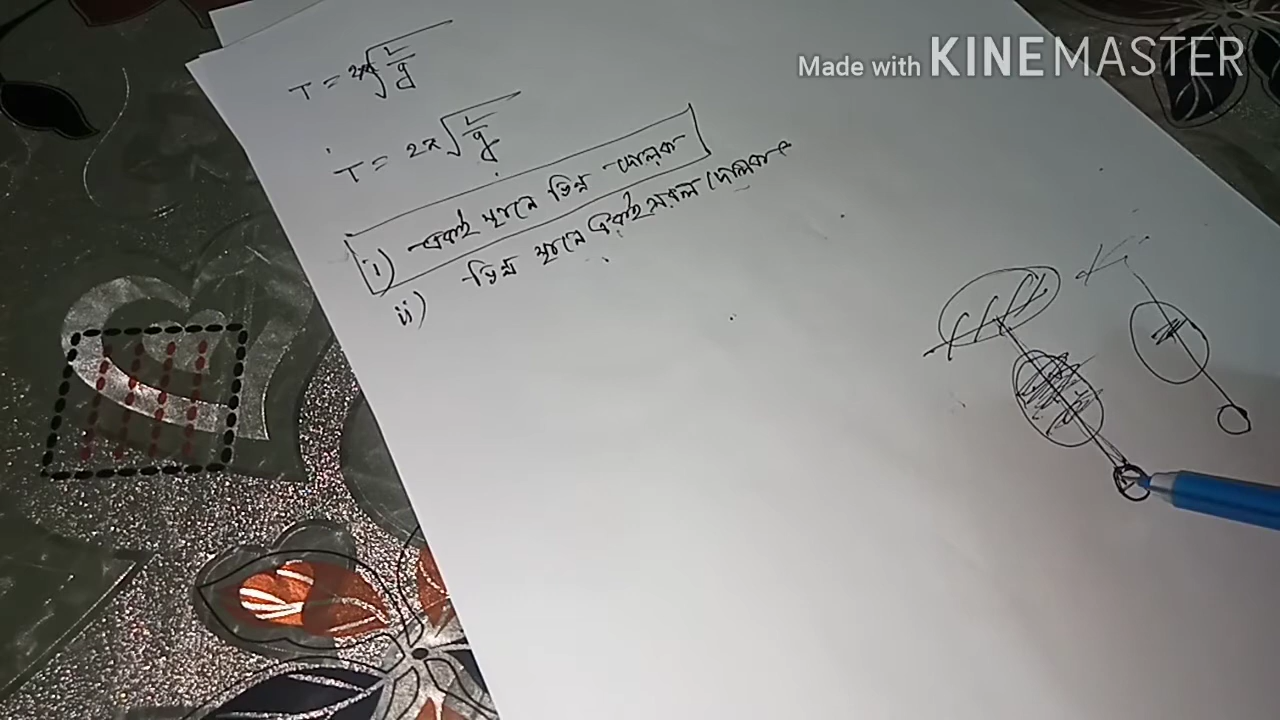 Made with KINEMASTER
T = 2π√L/g
T = 2π√L/g
i) একই স্থানে ভিন্ন দোলক
ii) ভিন্ন স্থানে একই সরল দোলক